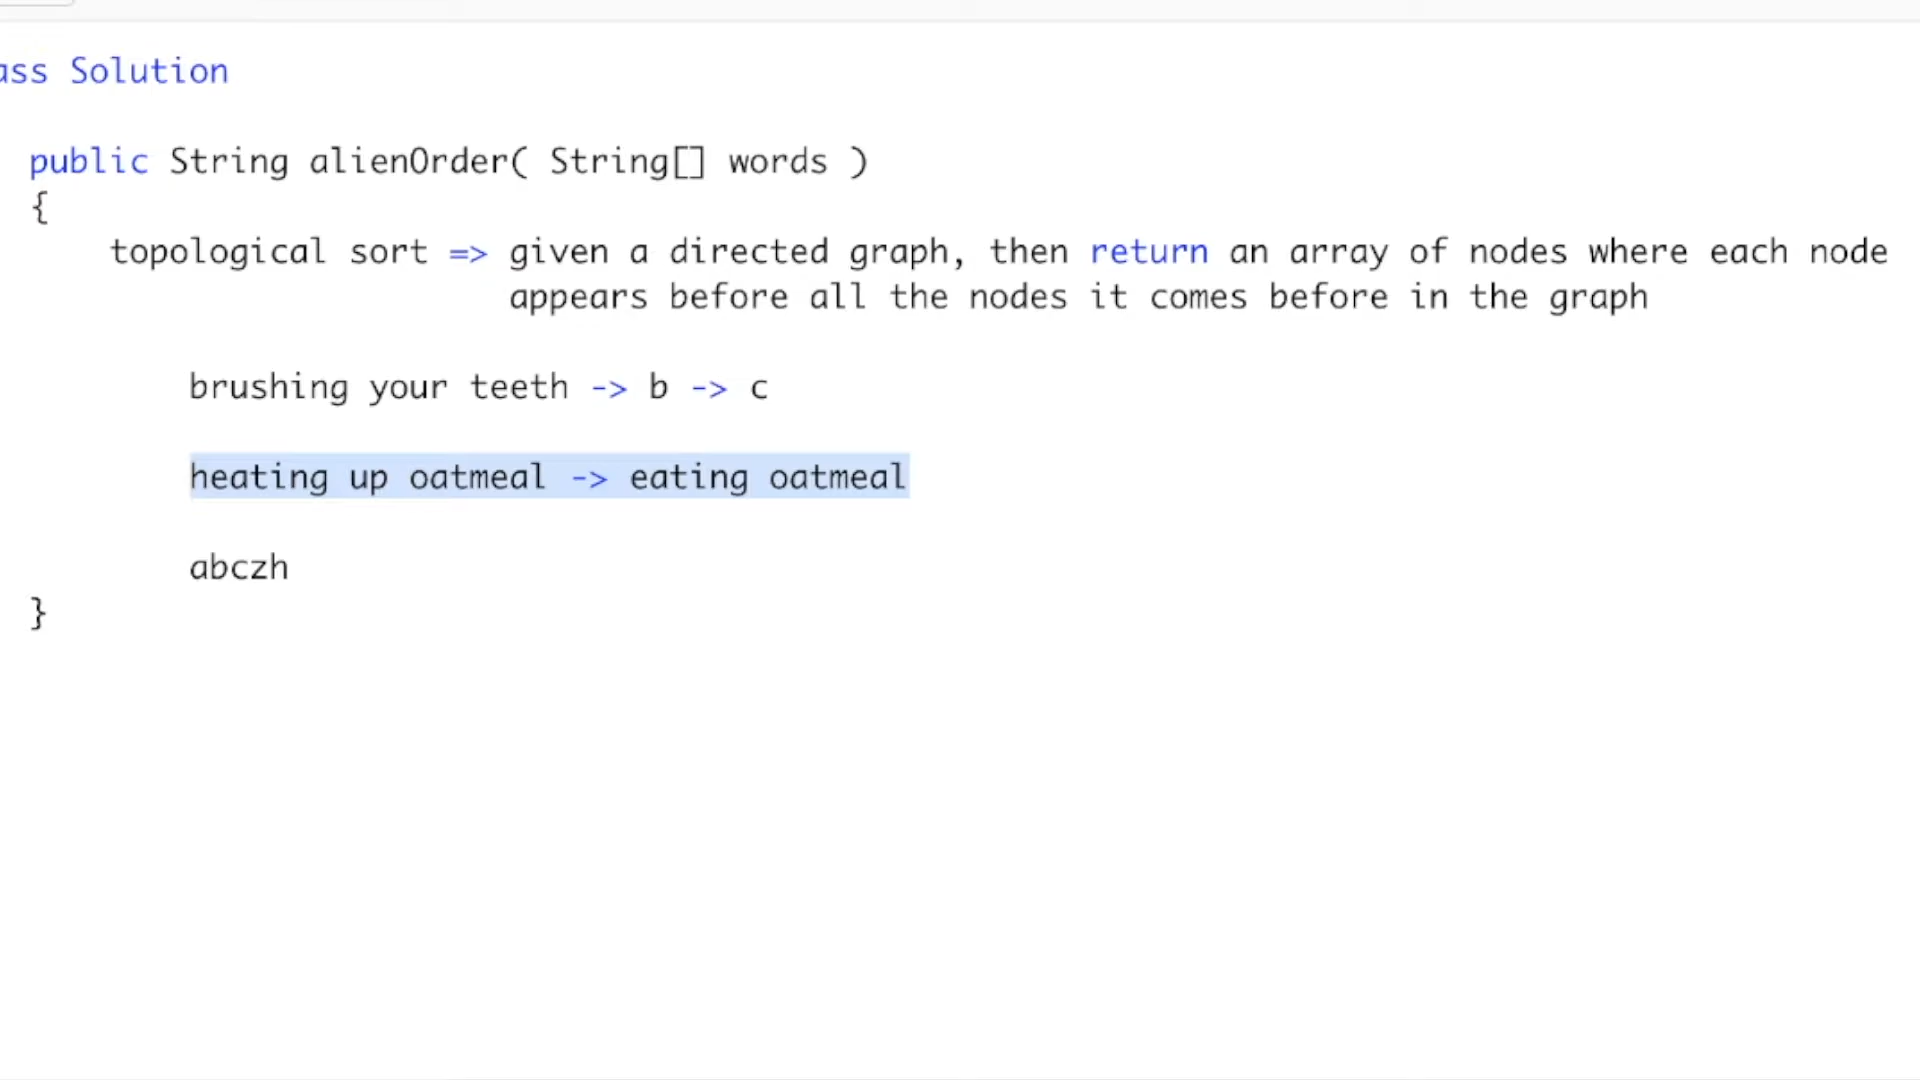 ass Solution
public String alienOrder( String[] words )
{
topological sort => given a directed graph, then return an array of nodes where each node
appears before all the nodes it comes before in the graph
brushing your teeth -> b -> c
heating up oatmeal -> eating oatmeal
abczh
}